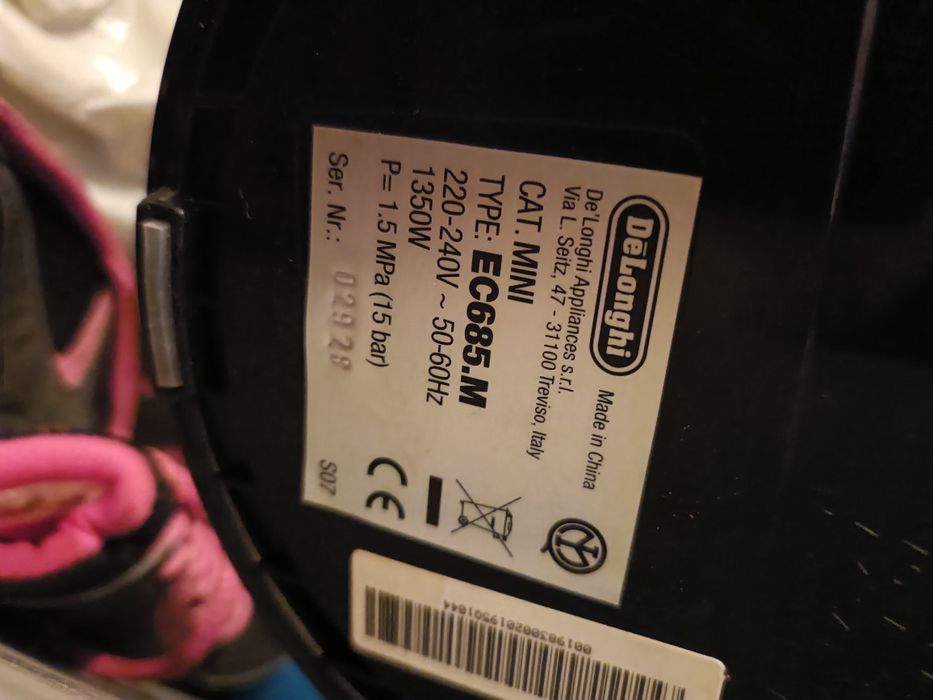 DeLonghi
Made in China
De'Longhi Appliances s.r.l.
Via L. Seitz, 47 - 31100 Treviso, Italy
CAT. MINI
TYPE: EC685.M
220-240V ~ 50-60Hz
1350W
P= 1.5 MPa (15 bar)
CE
Ser. Nr.: 02928
S07